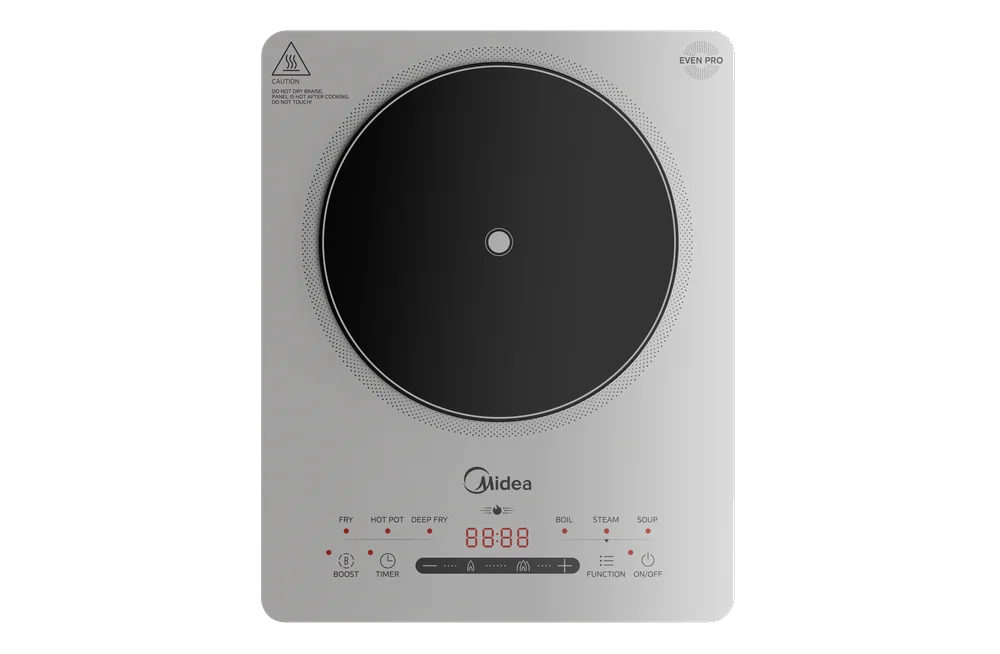 EVEN PRO
CAUTION
DO NOT DRY BRAISE.
PANEL IS HOT AFTER COOKING.
DO NOT TOUCH!
Midea
FRY HOT POT DEEP FRY
88:88
BOIL STEAM SOUP
B
BOOST TIMER
FUNCTION ON/OFF